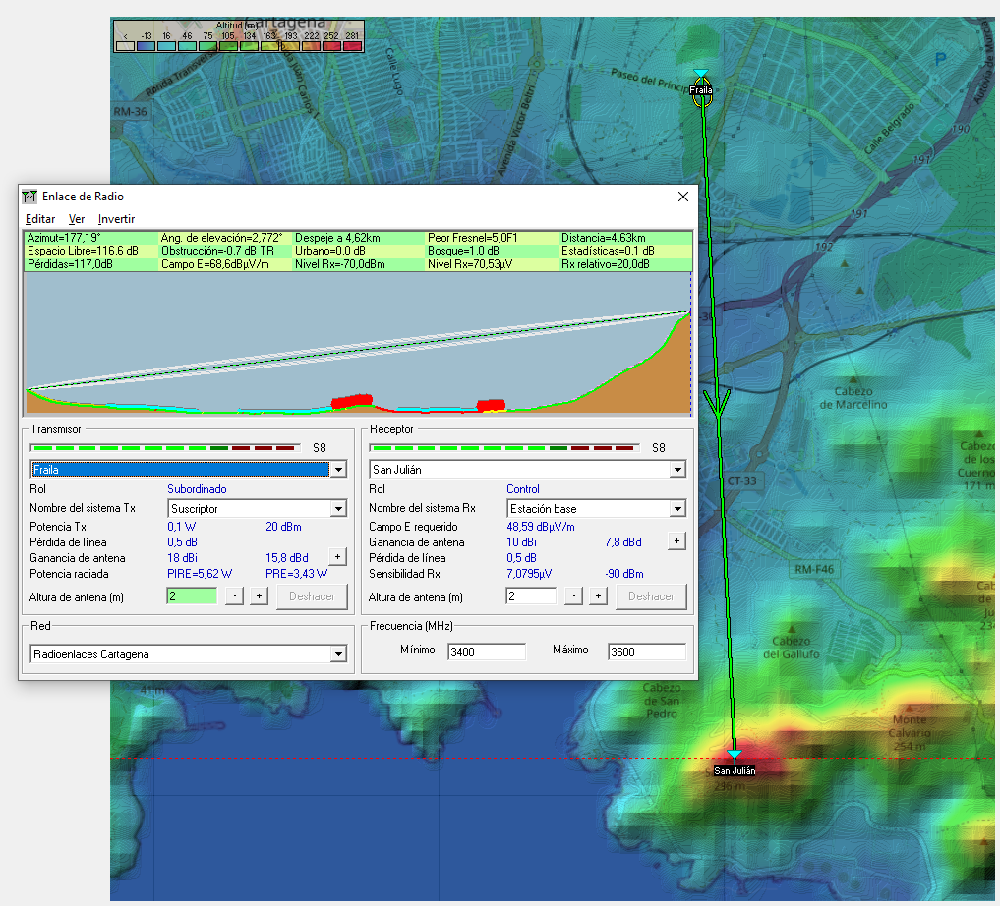 Cartagena
Altitud (m)
< -13 16 46 75 105 134 163 193 222 252 281
Ronda Transversal
Ronda Juan Carlos I
Calle Lugo
Avenida Víctor Beltrí
Paseo del Príncipe
P
Autovía de Murcia
RM-36
Fraila
Calle Belgrado
190
191
191
192
Enlace de Radio
Editar Ver Invertir
Azimut=177,19° Ang. de elevación=2,772° Despeje a 4,62km Peor Fresnel=5,0F1 Distancia=4,63km
Espacio Libre=116,6 dB Obstrucción=-0,7 dB TR Urbano=0,0 dB Bosque=1,0 dB Estadísticas=0,1 dB
Pérdidas=117,0dB Campo E=68,6dBµV/m Nivel Rx=-70,0dBm Nivel Rx=70,53µV Rx relativo=20,0dB
Transmisor
S8
Fraila
Rol Subordinado
Nombre del sistema Tx Suscriptor
Potencia Tx 0,1 W 20 dBm
Pérdida de línea 0,5 dB
Ganancia de antena 18 dBi 15,8 dBd +
Potencia radiada PIRE=5,62 W PRE=3,43 W
Altura de antena (m) 2 - + Deshacer
Red
Radioenlaces Cartagena
Receptor
S8
San Julián
Rol Control
Nombre del sistema Rx Estación base
Campo E requerido 48,59 dBµV/m
Ganancia de antena 10 dBi 7,8 dBd +
Pérdida de línea 0,5 dB
Sensibilidad Rx 7,0795µV -90 dBm
Altura de antena (m) 2 - + Deshacer
Frecuencia (MHz)
Mínimo 3400 Máximo 3600
Cabezo
de Marcelino
Cabezo
de los
Cuernos
171 m
CT-33
RM-F46
Cabezo
del Gallufo
41 m
Cabezo
de San
Pedro
Monte
Calvario
254 m
San Julián
296 m